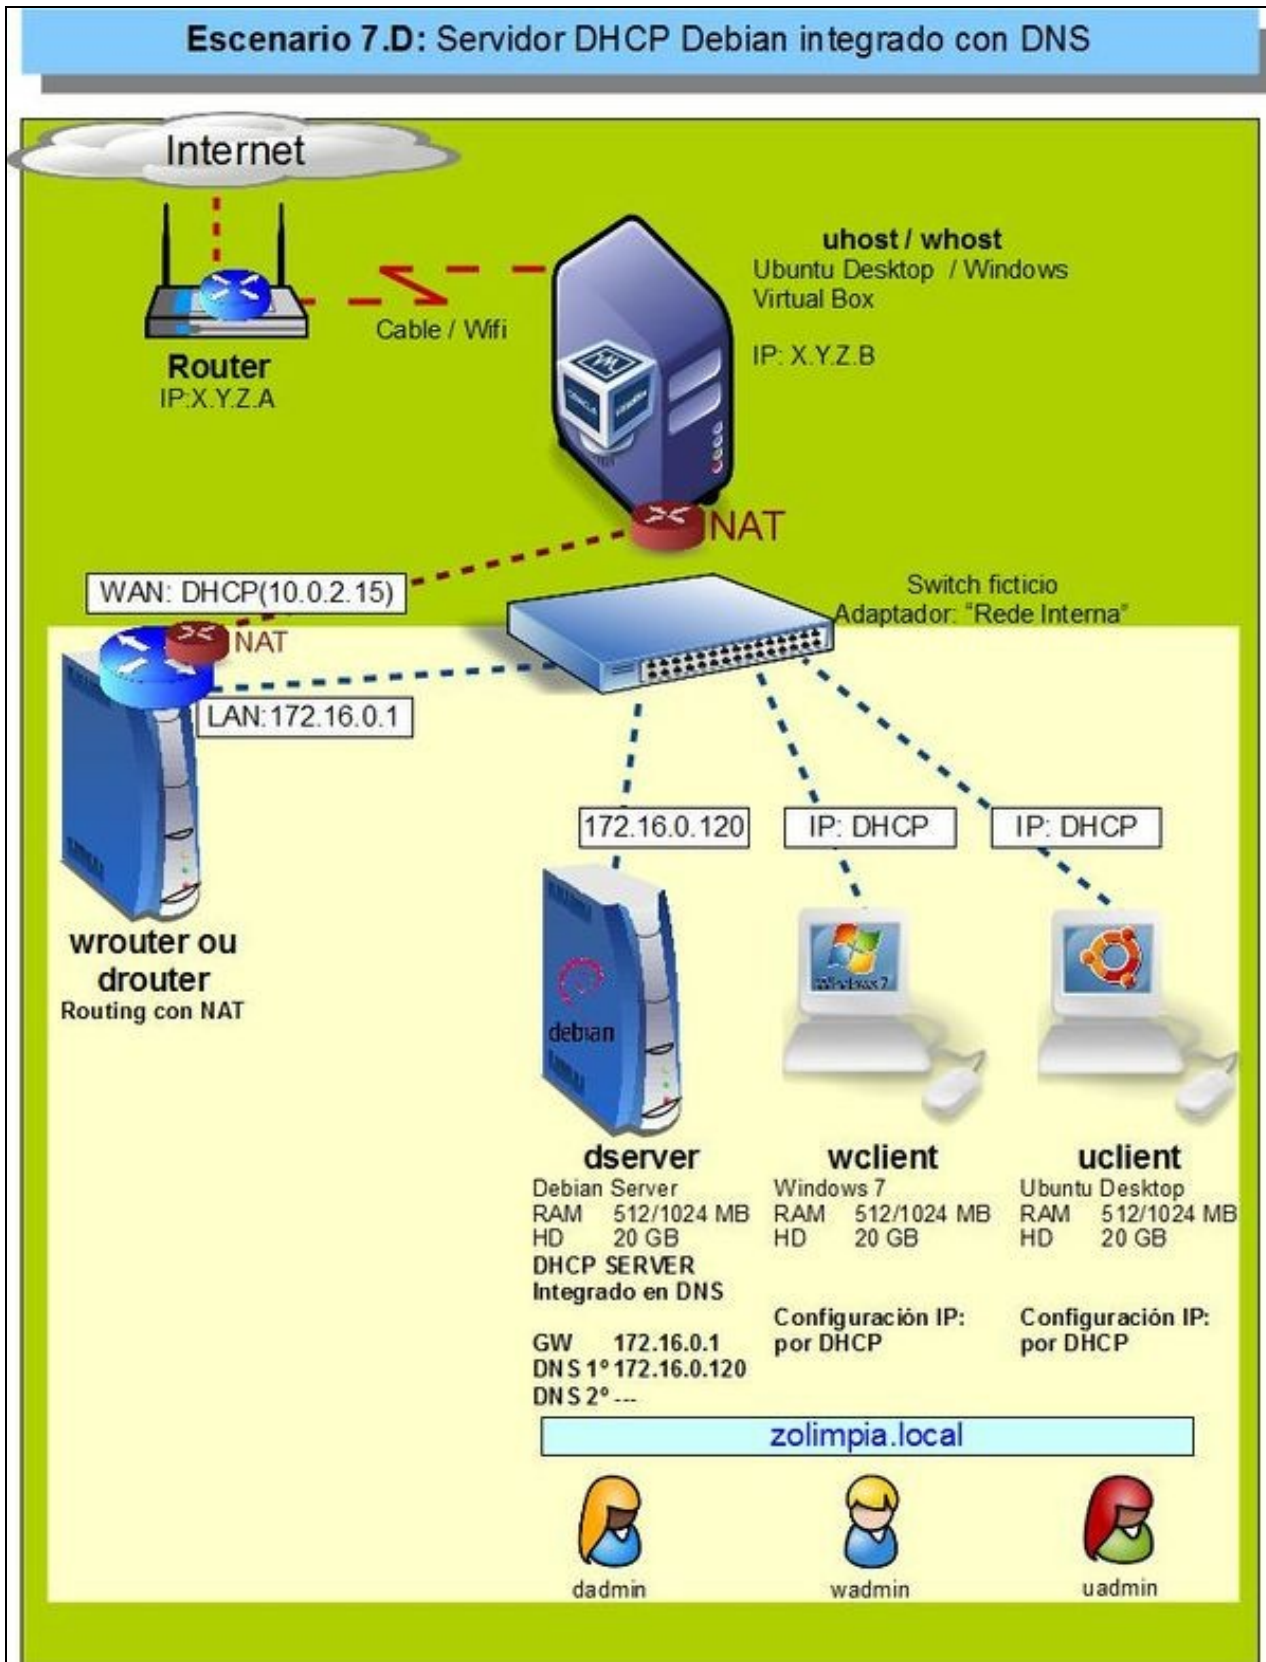 Escenario 7.D: Servidor DHCP Debian integrado con DNS
Internet
uhost / whost
Ubuntu Desktop / Windows
Virtual Box
IP: X.Y.Z.B
Cable / Wifi
Router
IP:X.Y.Z.A
NAT
WAN: DHCP(10.0.2.15)
Switch ficticio
Adaptador: "Rede Interna"
NAT
LAN:172.16.0.1
172.16.0.120
IP: DHCP
IP: DHCP
wrouter ou
drouter
Routing con NAT
debian
Windows 7
dserver
Debian Server
RAM 512/1024 MB
HD 20 GB
DHCP SERVER
Integrado en DNS
GW 172.16.0.1
DNS 1º 172.16.0.120
DNS 2º ---
wclient
Windows 7
RAM 512/1024 MB
HD 20 GB
Configuración IP:
por DHCP
uclient
Ubuntu Desktop
RAM 512/1024 MB
HD 20 GB
Configuración IP:
por DHCP
zolimpia.local
dadmin
wadmin
uadmin